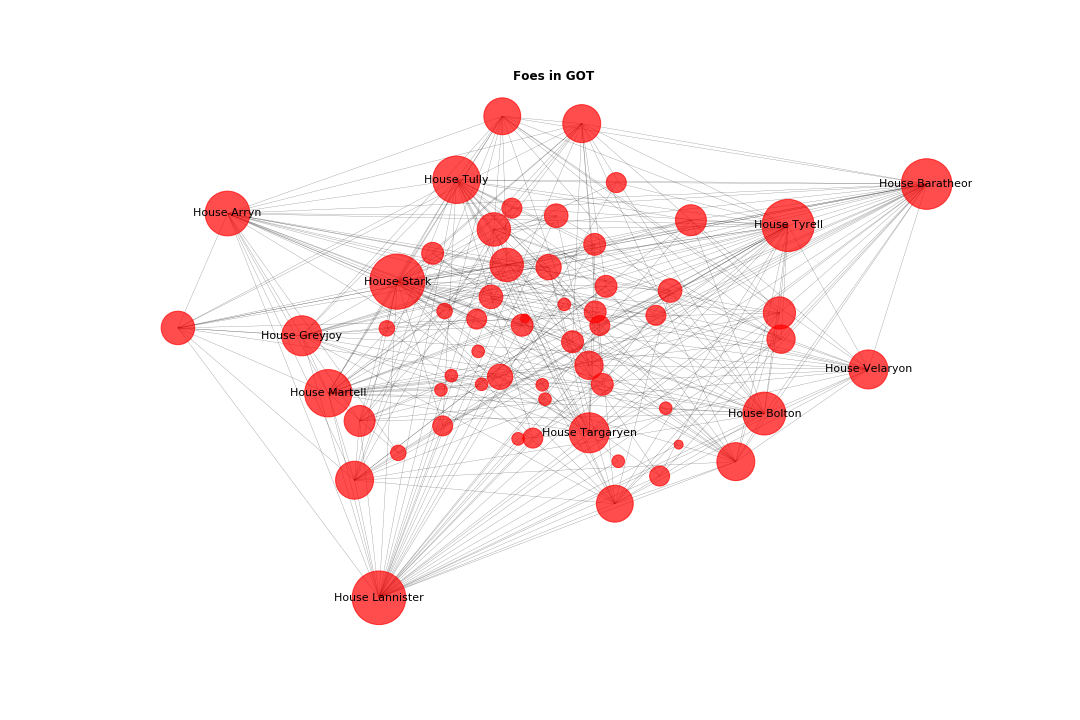 Foes in GOT
House Tully
House Baratheor
House Arryn
House Tyrell
House Stark
House Greyjoy
House Velaryon
House Martell
House Bolton
House Targaryen
House Lannister